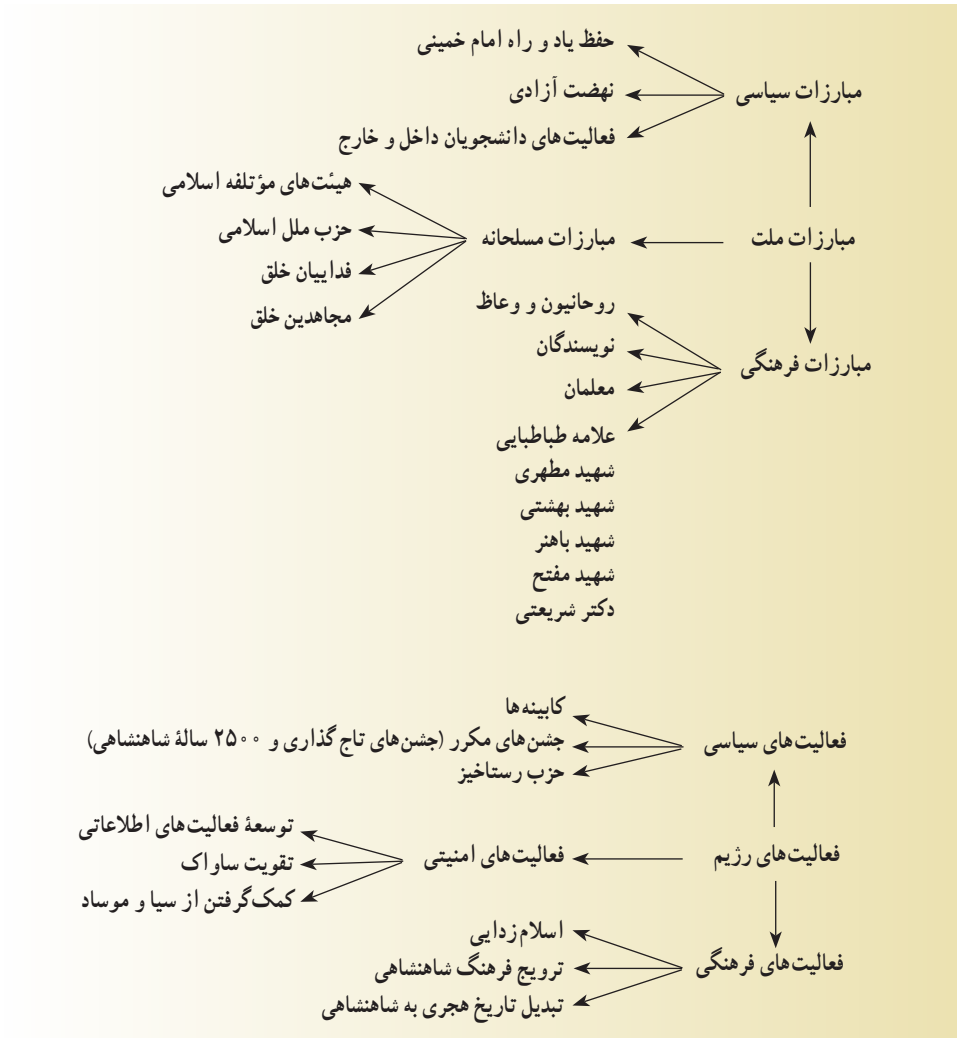 حفظ یاد و راه امام خمینی
مبارزات سیاسی
نهضت آزادی
فعالیت‌های دانشجویان داخل و خارج
هیئت‌های مؤتلفه اسلامی
مبارزات ملت
مبارزات مسلحانه
حزب ملل اسلامی
فداییان خلق
مجاهدین خلق
روحانیون و وعاظ
نویسندگان
مبارزات فرهنگی
معلمان
علامه طباطبایی
شهید مطهری
شهید بهشتی
شهید باهنر
شهید مفتح
دکتر شریعتی
کابینه‌ها
فعالیت‌های سیاسی
جشن‌های مکرر (جشن‌های تاج گذاری و ۲۵۰۰ سالهٔ شاهنشاهی)
حزب رستاخیز
توسعهٔ فعالیت‌های اطلاعاتی
فعالیت‌های رژیم
فعالیت‌های امنیتی
تقویت ساواک
کمک‌گرفتن از سیا و موساد
اسلام‌زدایی
فعالیت‌های فرهنگی
ترویج فرهنگ شاهنشاهی
تبدیل تاریخ هجری به شاهنشاهی